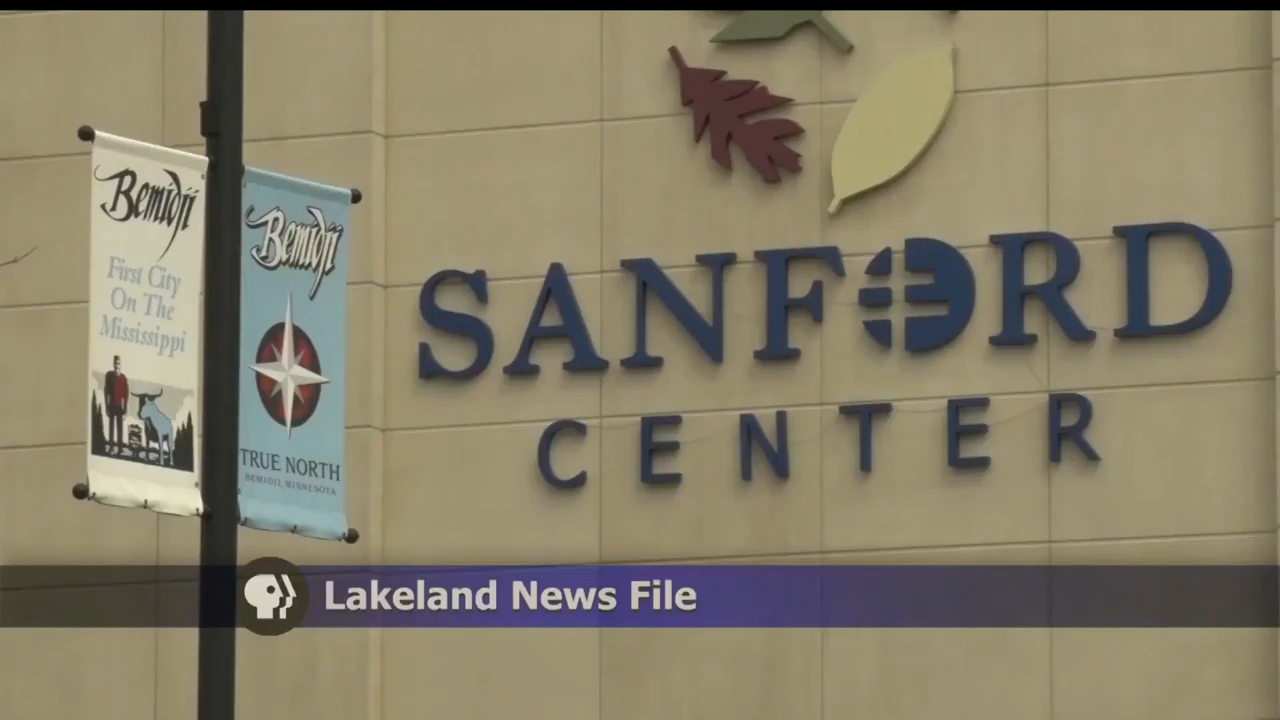 Bemidji
First City
On The
Mississippi
Bemidji
TRUE NORTH
BEMIDJI, MINNESOTA
SANFORD
CENTER
Lakeland News File